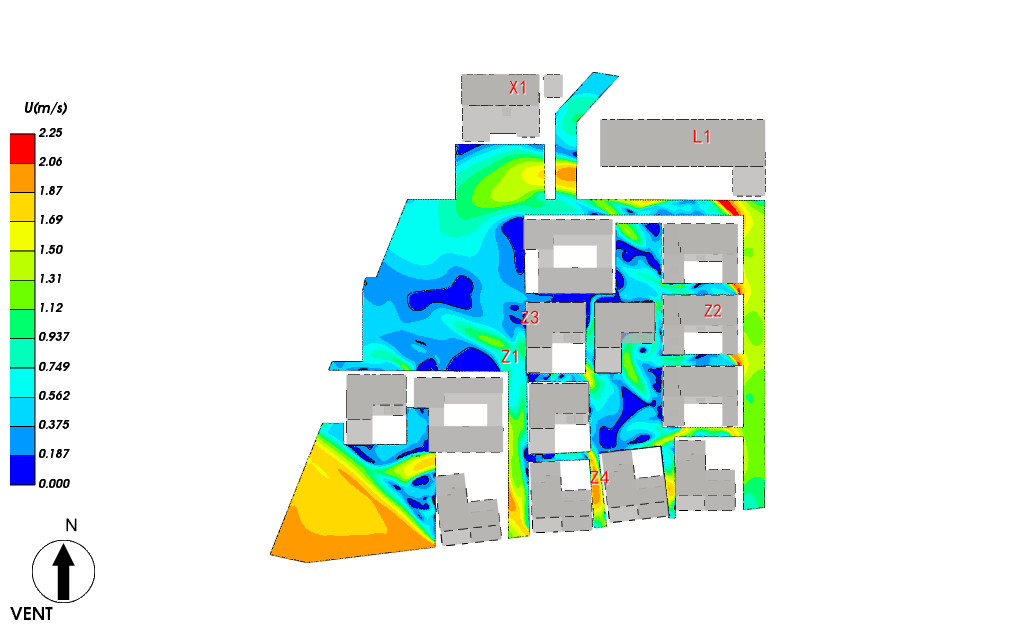 U(m/s)
2.25
2.06
1.87
1.69
1.50
1.31
1.12
0.937
0.749
0.562
0.375
0.187
0.000
X1
L1
Z3
Z2
Z1
Z4
N
VENT